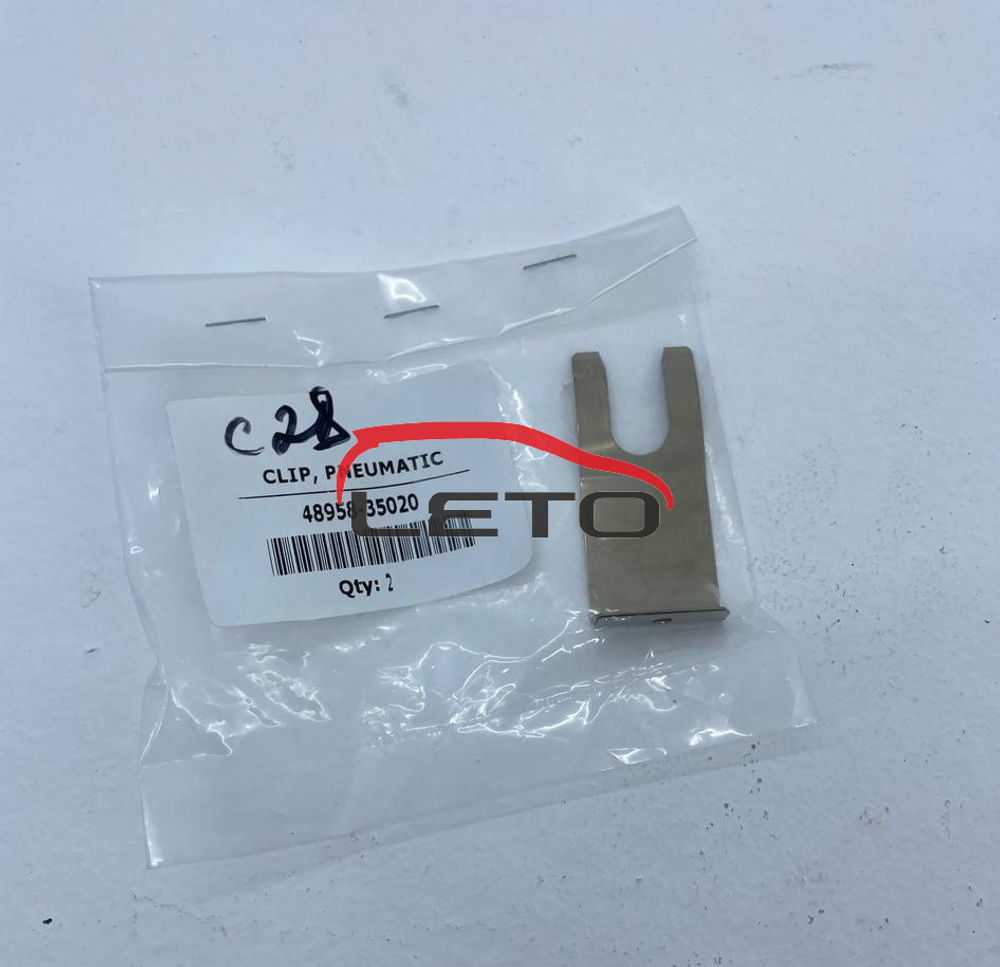 C28
CLIP, PNEUMATIC
48958-35020
Qty: 2
LETO